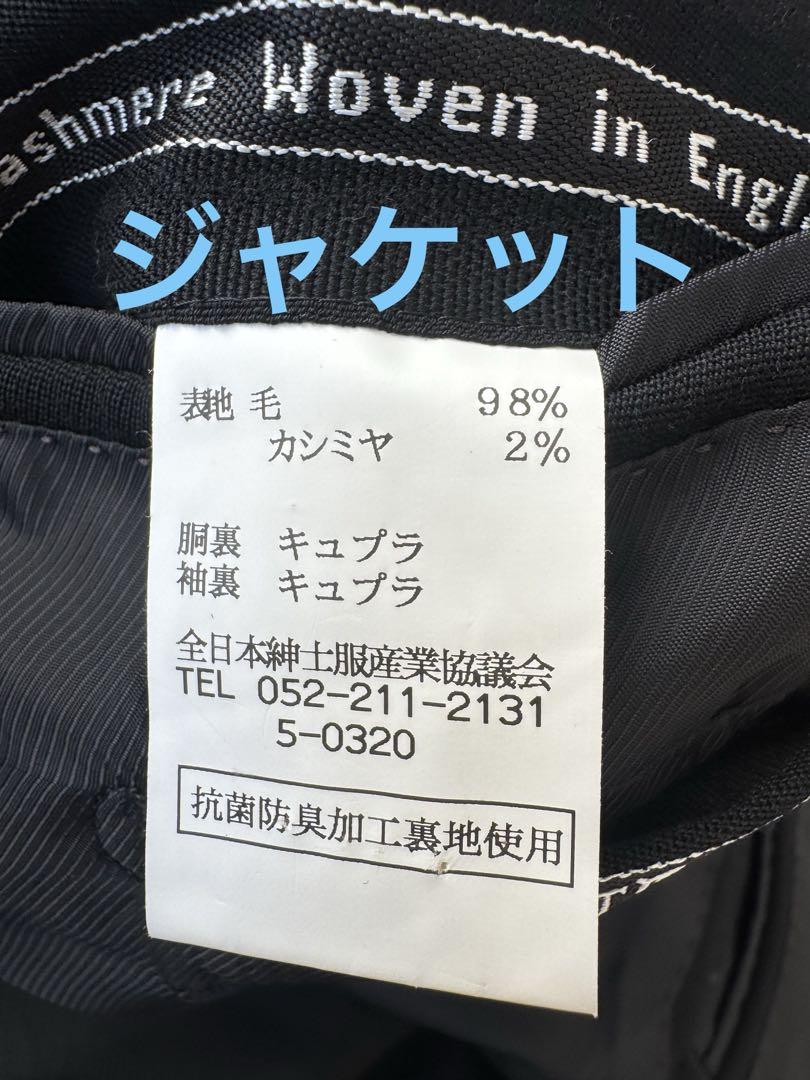 ashmere Woven in Engl
ジャケット
表地 毛 98%
カシミヤ 2%
胴裏 キュプラ
袖裏 キュプラ
全日本紳士服産業協議会
TEL 052-211-2131
5-0320
抗菌防臭加工裏地使用